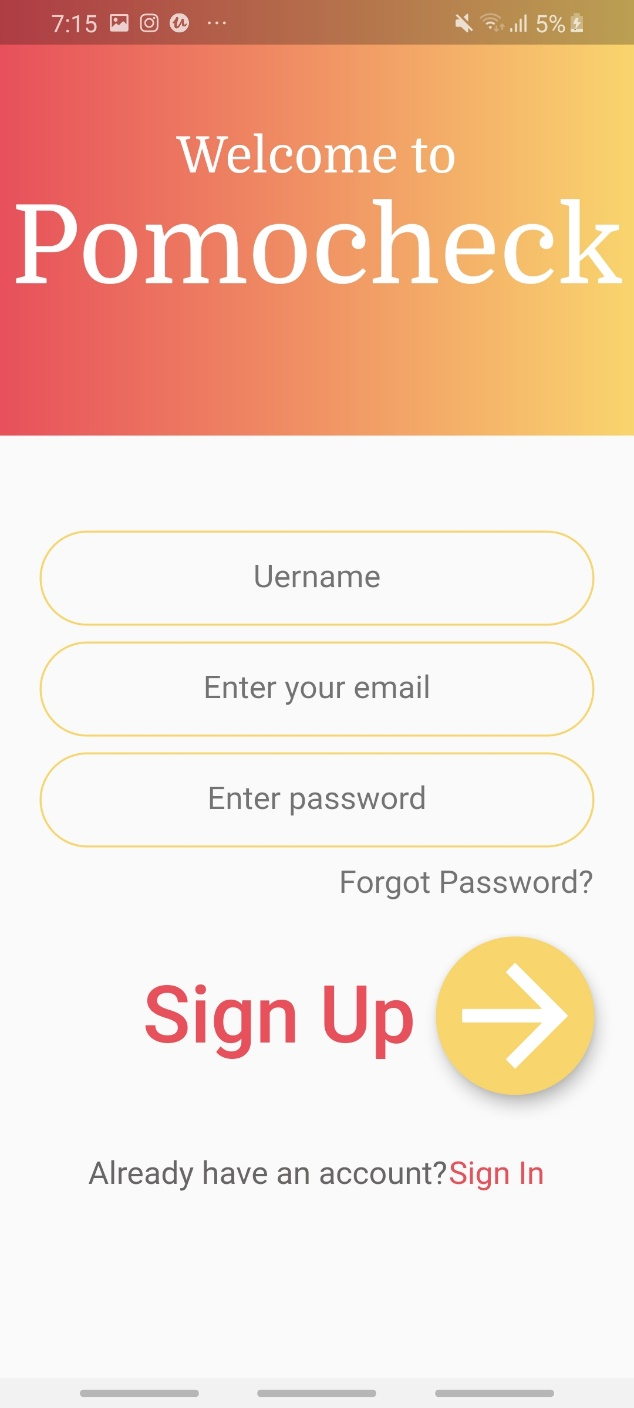 7:15 ... 5%
Welcome to
Pomocheck
Uername
Enter your email
Enter password
Forgot Password?
Sign Up
Already have an account?Sign In